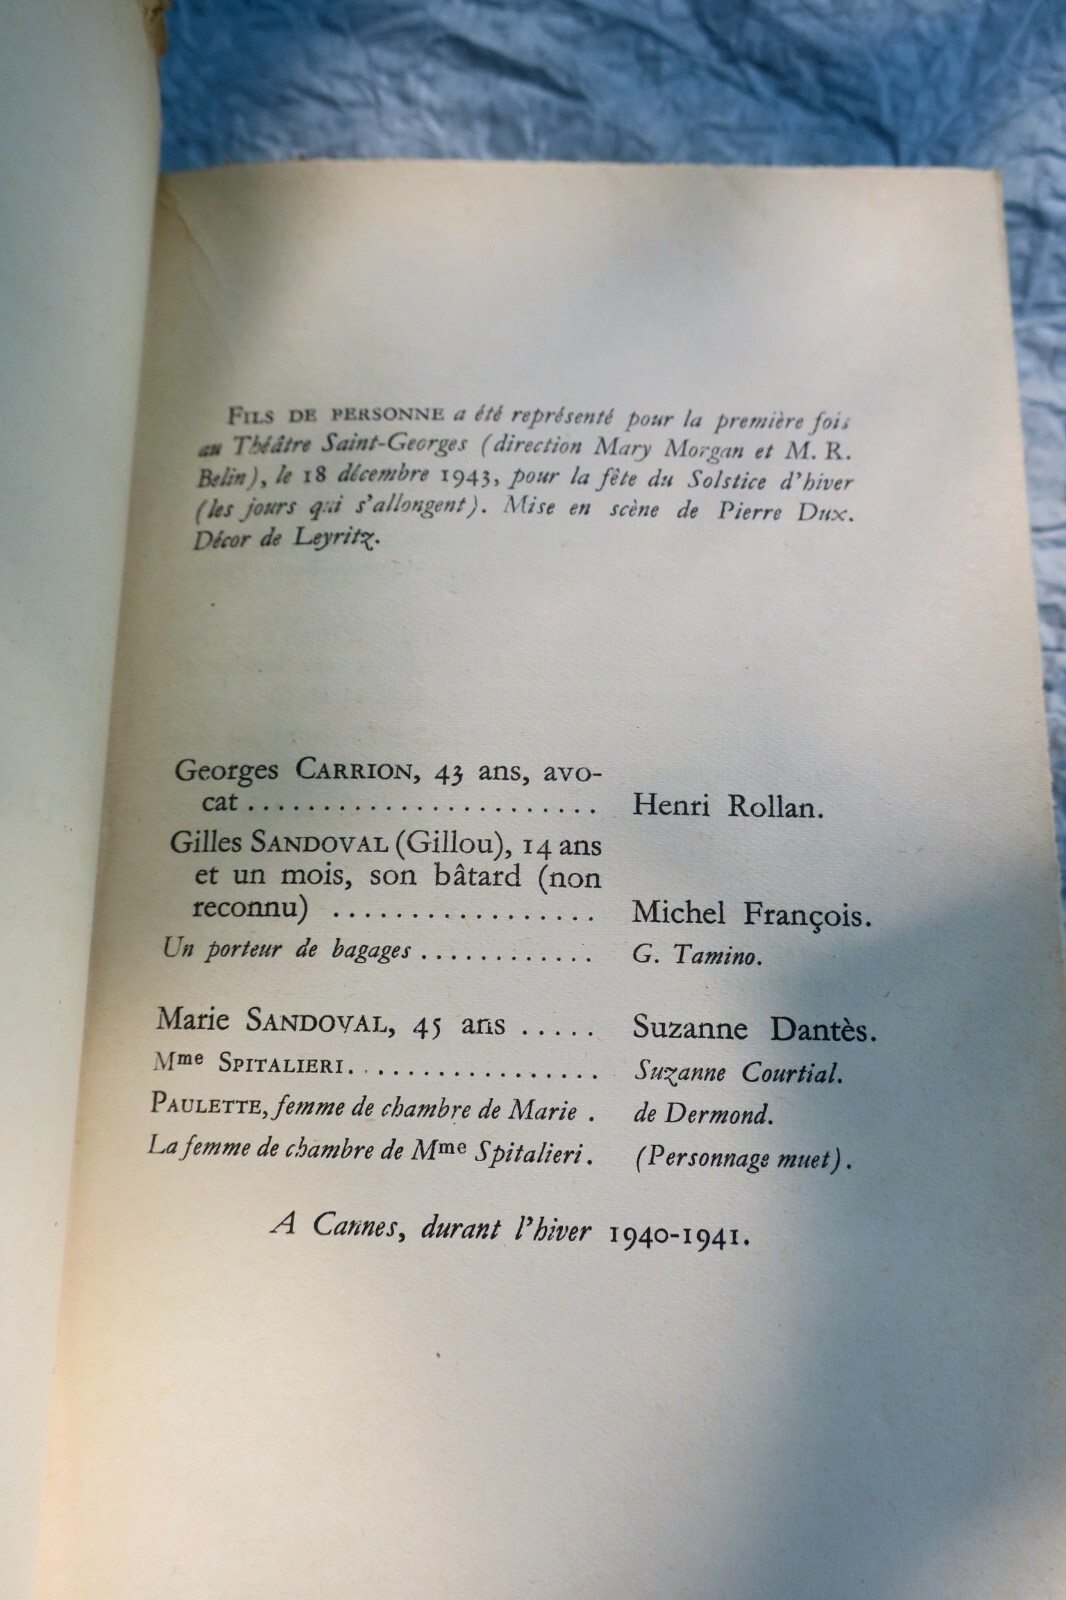 FILS DE PERSONNE a été représenté pour la première fois
au Théâtre Saint-Georges (direction Mary Morgan et M. R.
Belin), le 18 décembre 1943, pour la fête du Solstice d'hiver
(les jours qui s'allongent). Mise en scène de Pierre Dux.
Décor de Leyritz.
Georges CARRION, 43 ans, avo-
cat ........................ Henri Rollan.
Gilles SANDOVAL (Gillou), 14 ans
et un mois, son bâtard (non
reconnu) .................. Michel François.
Un porteur de bagages ............ G. Tamino.
Marie SANDOVAL, 45 ans ..... Suzanne Dantès.
Mme SPITALIERI. ................ Suzanne Courtial.
PAULETTE, femme de chambre de Marie . de Dermond.
La femme de chambre de Mme Spitalieri. (Personnage muet).
A Cannes, durant l'hiver 1940-1941.